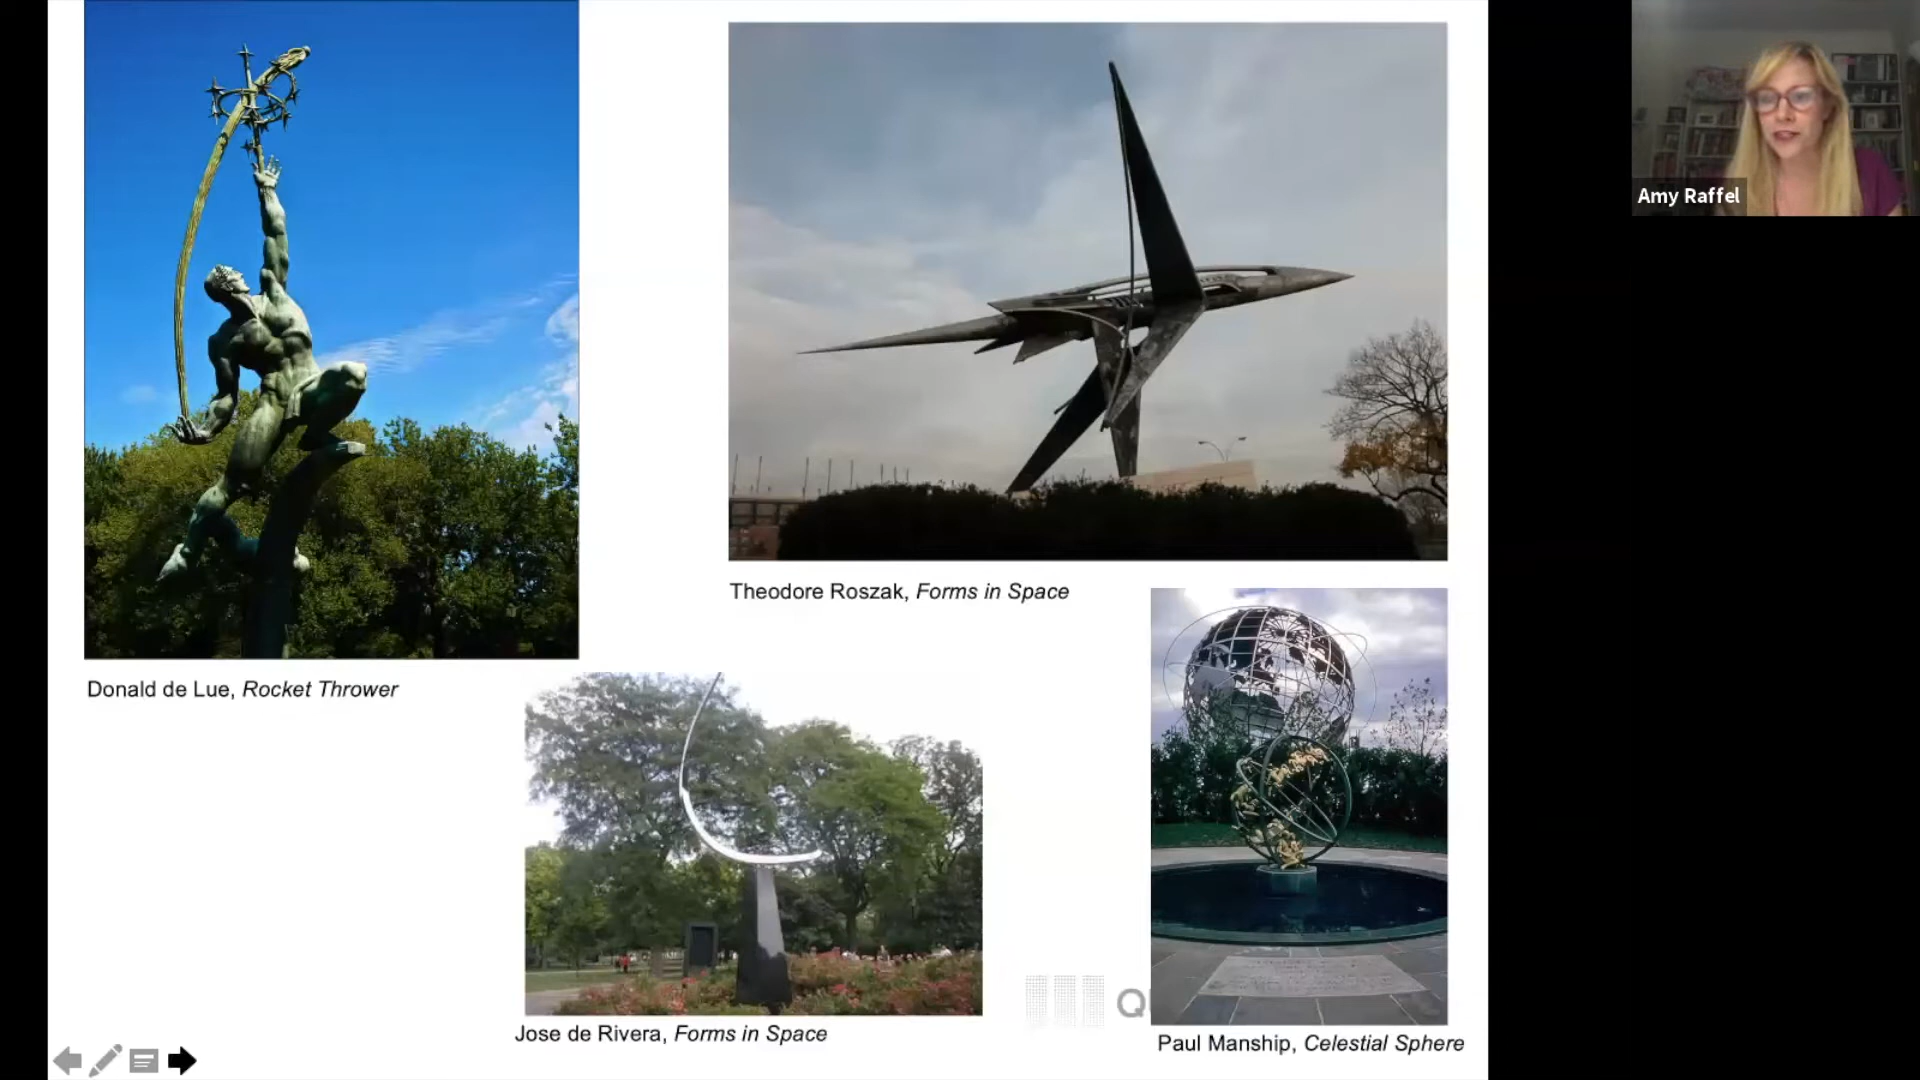 Amy Raffel
Theodore Roszak, Forms in Space
Donald de Lue, Rocket Thrower
Jose de Rivera, Forms in Space
Paul Manship, Celestial Sphere